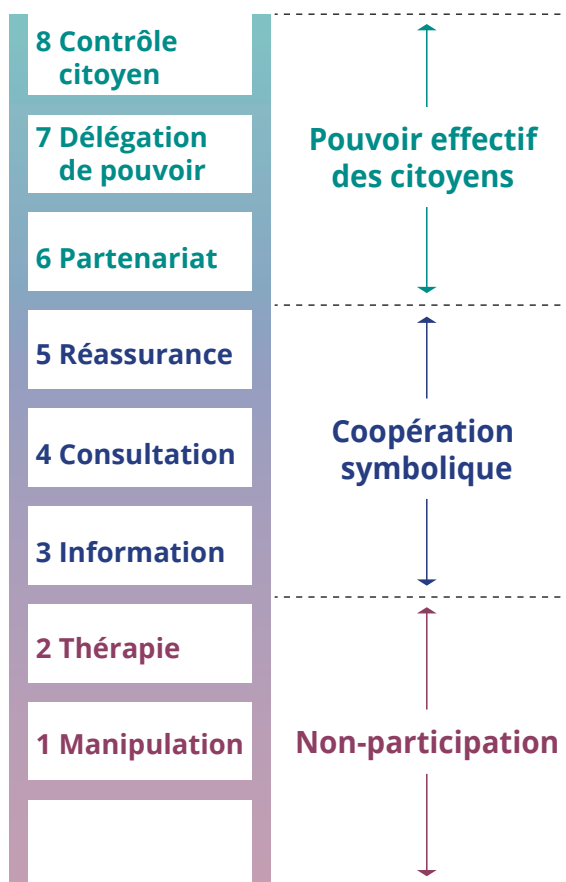 8 Contrôle
citoyen
7 Délégation
de pouvoir
Pouvoir effectif
des citoyens
6 Partenariat
5 Réassurance
4 Consultation
Coopération
symbolique
3 Information
2 Thérapie
1 Manipulation
Non-participation